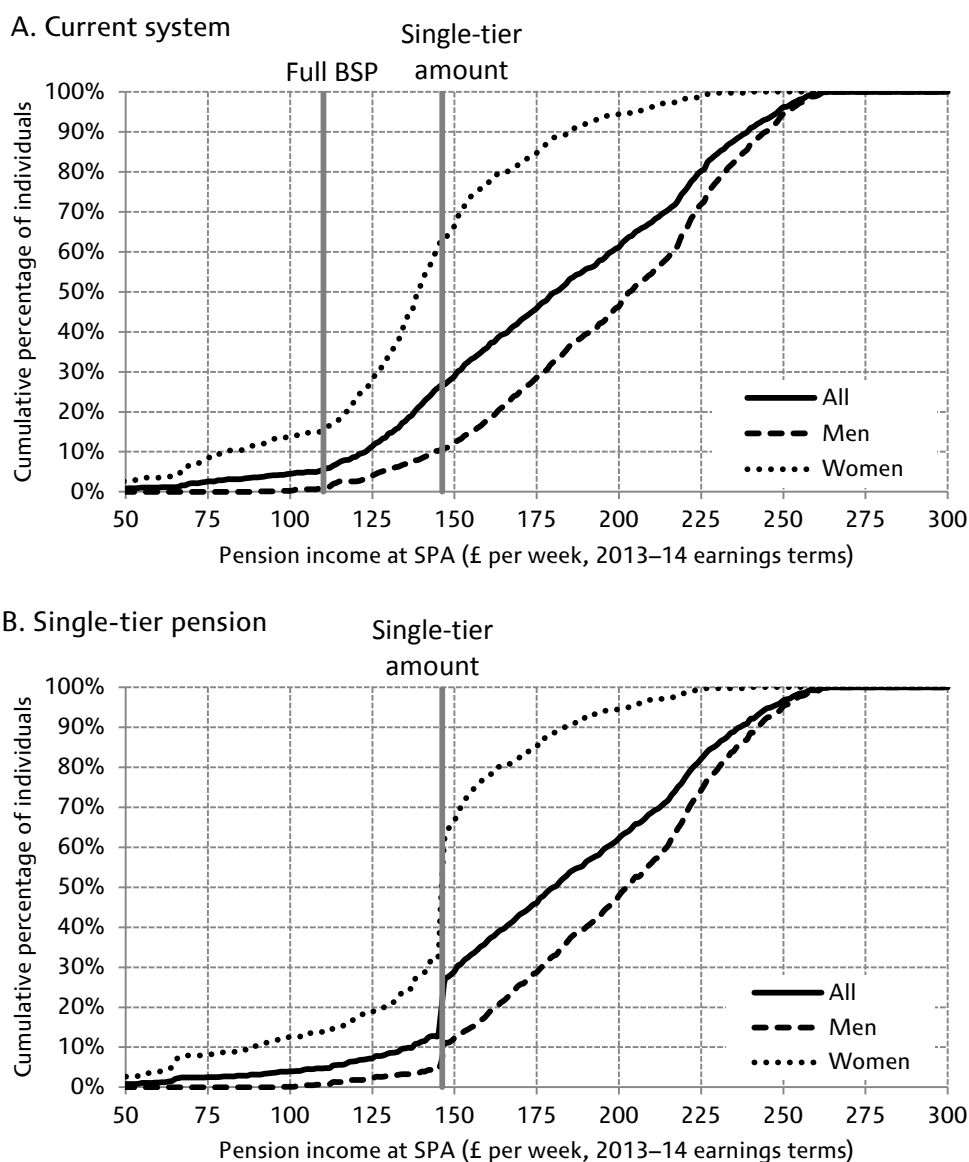 A. Current system
Single-tier
amount
Full BSP
100%
90%
80%
70%
60%
50%
40%
30%
20%
10%
0%
Cumulative percentage of individuals
All
Men
Women
50 75 100 125 150 175 200 225 250 275 300
Pension income at SPA (£ per week, 2013–14 earnings terms)
B. Single-tier pension
Single-tier
amount
100%
90%
80%
70%
60%
50%
40%
30%
20%
10%
0%
Cumulative percentage of individuals
All
Men
Women
50 75 100 125 150 175 200 225 250 275 300
Pension income at SPA (£ per week, 2013–14 earnings terms)